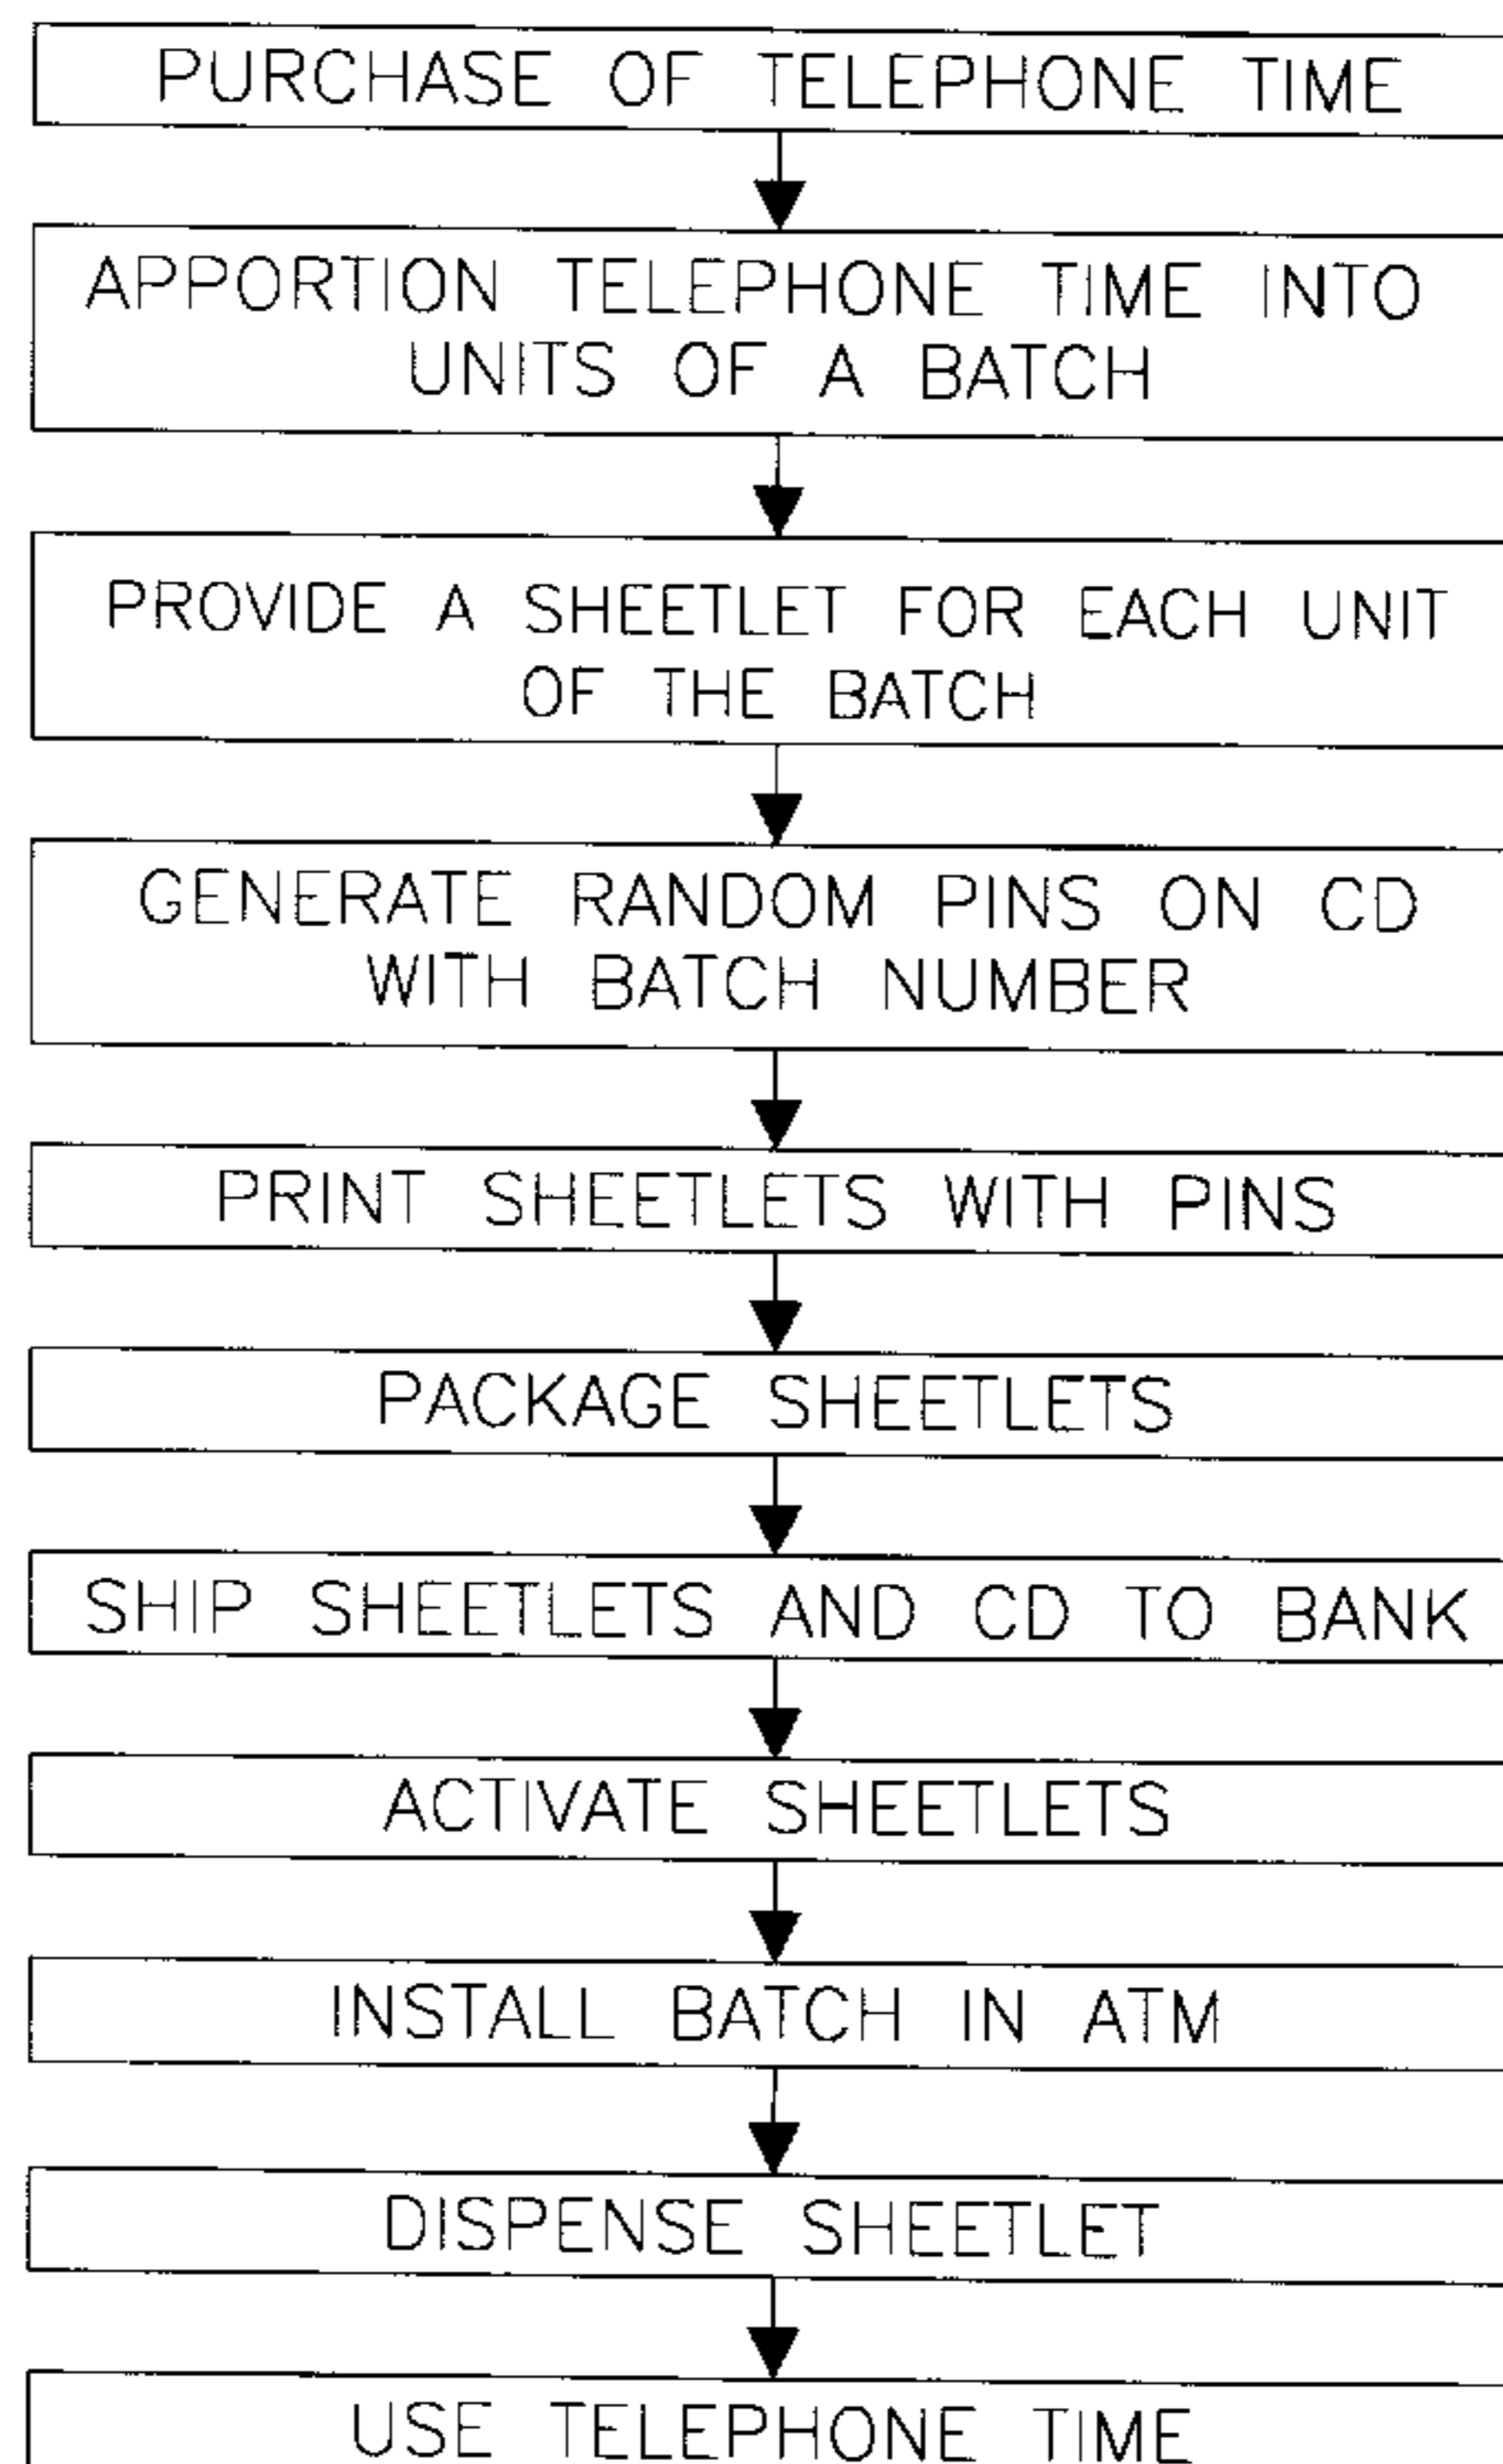 PURCHASE OF TELEPHONE TIME
APPORTION TELEPHONE TIME INTO
UNITS OF A BATCH
PROVIDE A SHEETLET FOR EACH UNIT
OF THE BATCH
GENERATE RANDOM PINS ON CD
WITH BATCH NUMBER
PRINT SHEETLETS WITH PINS
PACKAGE SHEETLETS
SHIP SHEETLETS AND CD TO BANK
ACTIVATE SHEETLETS
INSTALL BATCH IN ATM
DISPENSE SHEETLET
USE TELEPHONE TIME